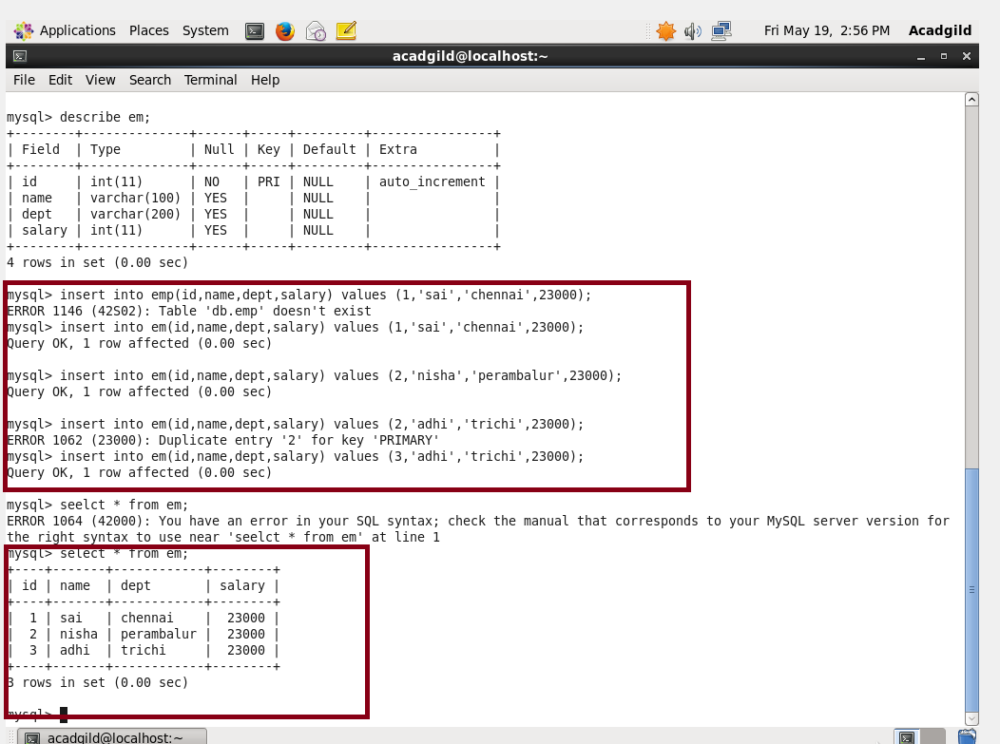 Applications Places System Fri May 19, 2:56 PM Acadgild
acadgild@localhost:~
File Edit View Search Terminal Help
mysql> describe em;
+--------+--------------+------+-----+---------+----------------+
| Field  | Type         | Null | Key | Default | Extra          |
+--------+--------------+------+-----+---------+----------------+
| id     | int(11)      | NO   | PRI | NULL    | auto_increment |
| name   | varchar(100) | YES  |     | NULL    |                |
| dept   | varchar(200) | YES  |     | NULL    |                |
| salary | int(11)      | YES  |     | NULL    |                |
+--------+--------------+------+-----+---------+----------------+
4 rows in set (0.00 sec)
mysql> insert into emp(id,name,dept,salary) values (1,'sai','chennai',23000);
ERROR 1146 (42S02): Table 'db.emp' doesn't exist
mysql> insert into em(id,name,dept,salary) values (1,'sai','chennai',23000);
Query OK, 1 row affected (0.00 sec)
mysql> insert into em(id,name,dept,salary) values (2,'nisha','perambalur',23000);
Query OK, 1 row affected (0.00 sec)
mysql> insert into em(id,name,dept,salary) values (2,'adhi','trichi',23000);
ERROR 1062 (23000): Duplicate entry '2' for key 'PRIMARY'
mysql> insert into em(id,name,dept,salary) values (3,'adhi','trichi',23000);
Query OK, 1 row affected (0.00 sec)
mysql> seelct * from em;
ERROR 1064 (42000): You have an error in your SQL syntax; check the manual that corresponds to your MySQL server version for
the right syntax to use near 'seelct * from em' at line 1
mysql> select * from em;
+----+-------+------------+--------+
| id | name  | dept       | salary |
+----+-------+------------+--------+
|  1 | sai   | chennai    |  23000 |
|  2 | nisha | perambalur |  23000 |
|  3 | adhi  | trichi     |  23000 |
+----+-------+------------+--------+
3 rows in set (0.00 sec)
mysql>
acadgild@localhost:~